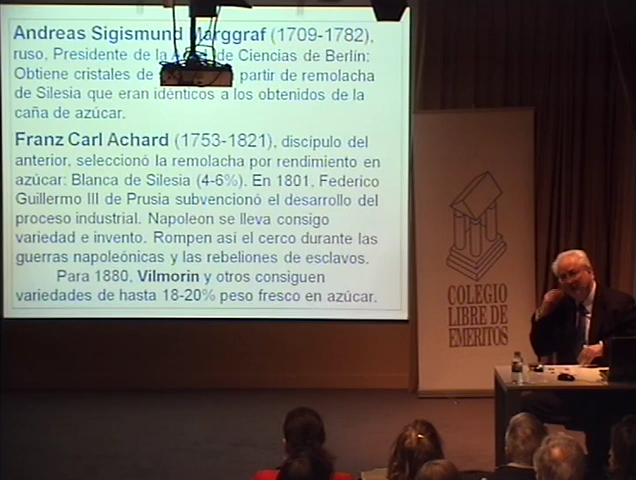 Andreas Sigismund Marggraf (1709-1782),
ruso, Presidente de la de Ciencias de Berlín:
Obtiene cristales de partir de remolacha
de Silesia que eran idénticos a los obtenidos de la
caña de azúcar.
Franz Carl Achard (1753-1821), discípulo del
anterior, seleccionó la remolacha por rendimiento en
azúcar: Blanca de Silesia (4-6%). En 1801, Federico
Guillermo III de Prusia subvencionó el desarrollo del
proceso industrial. Napoleon se lleva consigo
variedad e invento. Rompen así el cerco durante las
guerras napoleónicas y las rebeliones de esclavos.
Para 1880, Vilmorin y otros consiguen
variedades de hasta 18-20% peso fresco en azúcar.
COLEGIO
LIBRE DE
EMERITOS